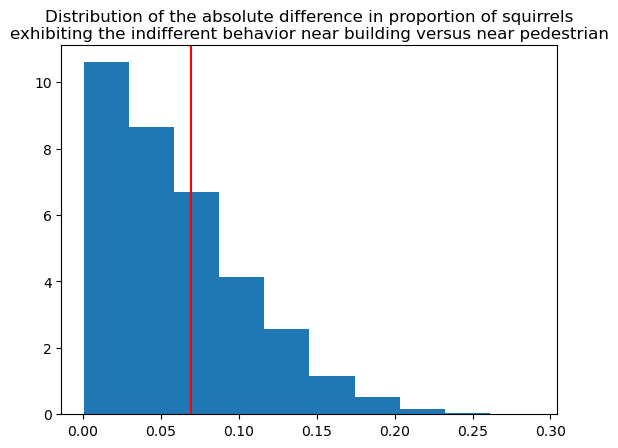 Distribution of the absolute difference in proportion of squirrels
exhibiting the indifferent behavior near building versus near pedestrian
10
8
6
4
2
0
0.00 0.05 0.10 0.15 0.20 0.25 0.30